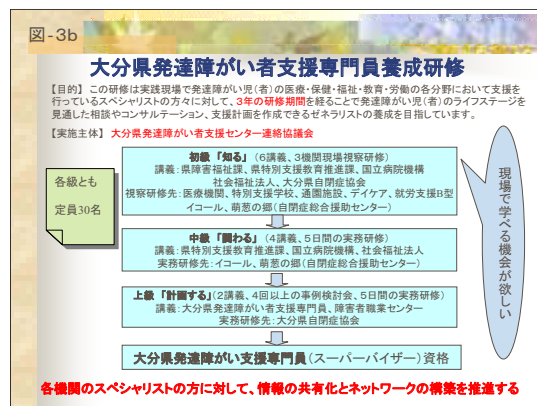 図-3b
大分県発達障がい者支援専門員養成研修
【目的】 この研修は実践現場で発達障がい児(者)の医療・保健・福祉・教育・労働の各分野において支援を
行っているスペシャリストの方々に対して、3年の研修期間を経ることで発達障がい児(者)のライフステージを
見通した相談やコンサルテーション、支援計画を作成できるゼネラリストの養成を目指しています。
【実施主体】 大分県発達障がい者支援センター連絡協議会
各級とも
定員30名
初級 「知る」 (6講義、3機関現場視察研修)
講義:県障害福祉課、県特別支援教育推進課、国立病院機構
社会福祉法人、大分県自閉症協会
視察研修先:医療機関、特別支援学校、通園施設、デイケア、就労支援B型
イコール、萌葱の郷(自閉症総合援助センター)
中級 「関わる」 (4講義、5日間の実務研修)
講義:県特別支援教育推進課、国立病院機構、社会福祉法人
実務研修先:イコール、萌葱の郷(自閉症総合援助センター)
上級 「計画する」(2講義、4回以上の事例検討会、5日間の実務研修)
講義:大分県発達障がい者支援専門員、障害者職業センター
実務研修先:大分県自閉症協会
大分県発達障がい支援専門員(スーパーバイザー)資格
現場で学べる機会が欲しい
各機関のスペシャリストの方に対して、情報の共有化とネットワークの構築を推進する